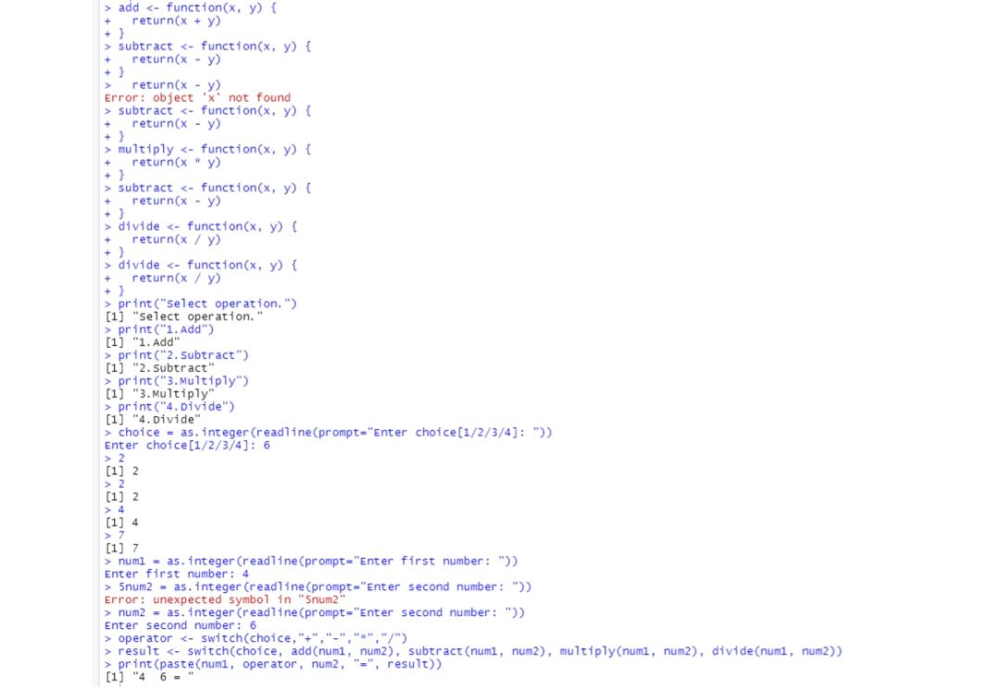 > add <- function(x, y) {
+   return(x + y)
+ }
> subtract <- function(x, y) {
+   return(x - y)
+ }
>   return(x - y)
Error: object 'x' not found
> subtract <- function(x, y) {
+   return(x - y)
+ }
> multiply <- function(x, y) {
+   return(x * y)
+ }
> subtract <- function(x, y) {
+   return(x - y)
+ }
> divide <- function(x, y) {
+   return(x / y)
+ }
> divide <- function(x, y) {
+   return(x / y)
+ }
> print("Select operation.")
[1] "Select operation."
> print("1.Add")
[1] "1.Add"
> print("2.Subtract")
[1] "2.Subtract"
> print("3.Multiply")
[1] "3.Multiply"
> print("4.Divide")
[1] "4.Divide"
> choice = as.integer(readline(prompt="Enter choice[1/2/3/4]: "))
Enter choice[1/2/3/4]: 6
> 2
[1] 2
> 2
[1] 2
> 4
[1] 4
> 7
[1] 7
> num1 = as.integer(readline(prompt="Enter first number: "))
Enter first number: 4
> 5num2 = as.integer(readline(prompt="Enter second number: "))
Error: unexpected symbol in "5num2"
> num2 = as.integer(readline(prompt="Enter second number: "))
Enter second number: 6
> operator <- switch(choice,"+","-","*","/")
> result <- switch(choice, add(num1, num2), subtract(num1, num2), multiply(num1, num2), divide(num1, num2))
> print(paste(num1, operator, num2, "=", result))
[1] "4  6 = "